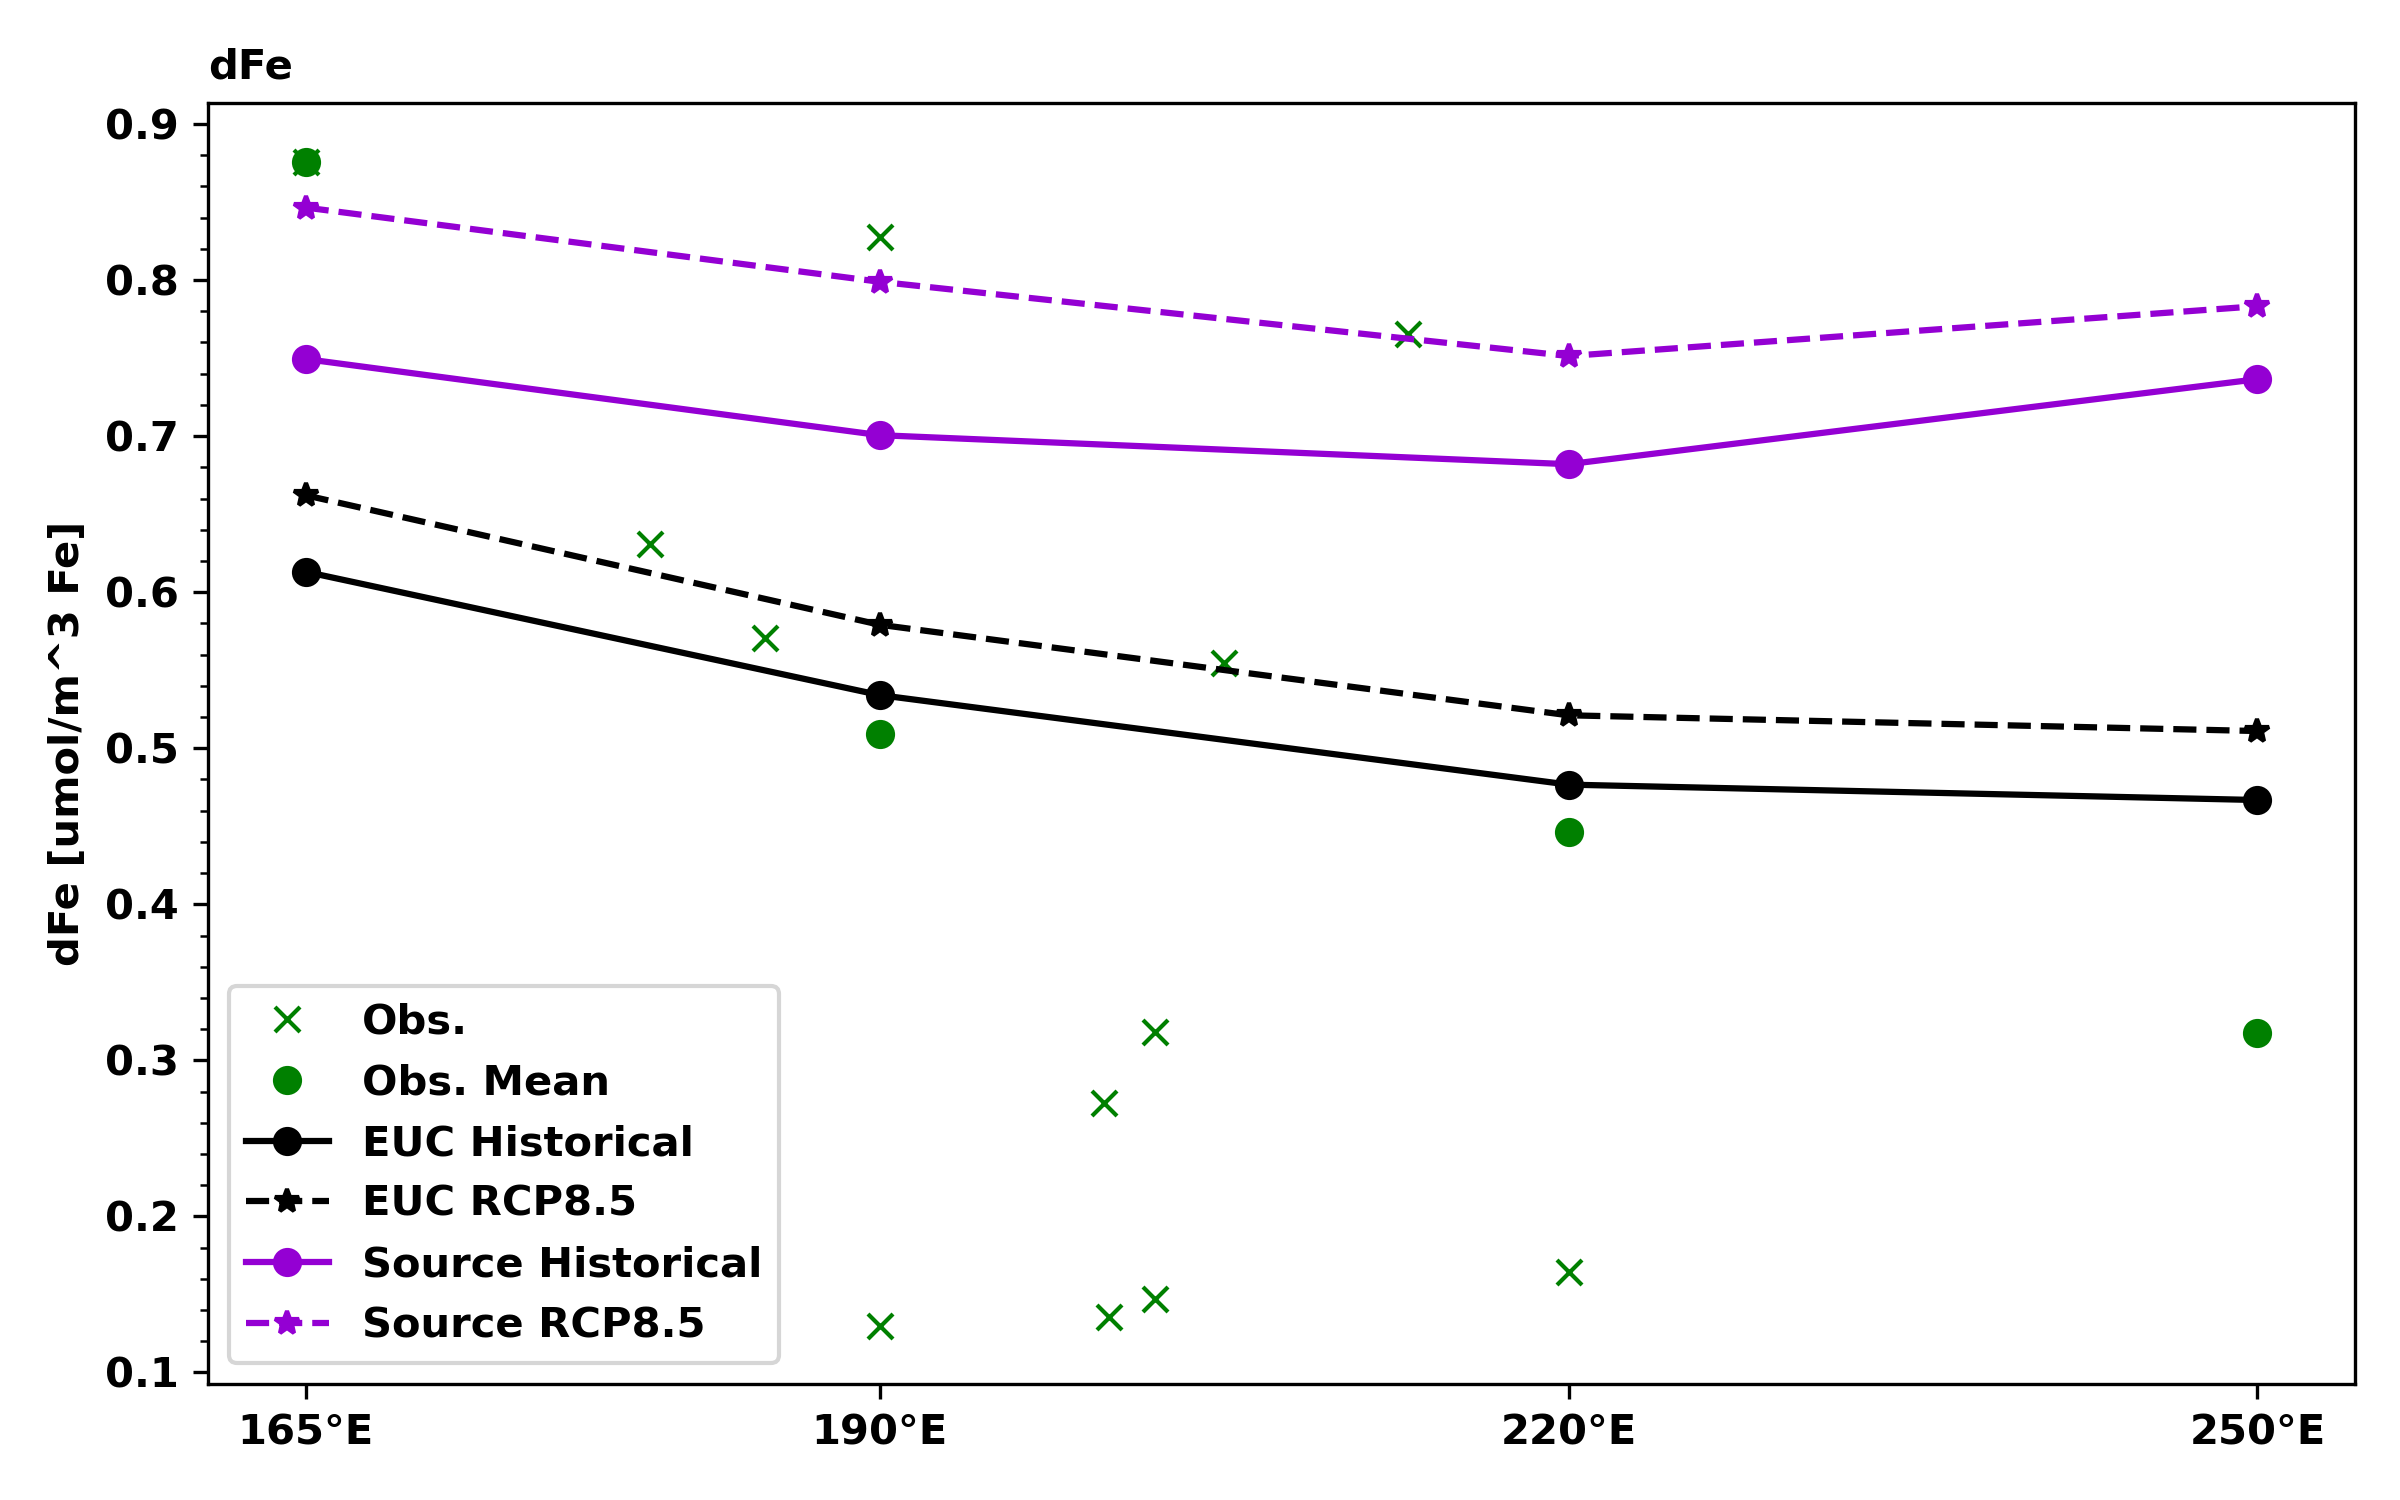 dFe
dFe [umol/m^3 Fe]
0.9
0.8
0.7
0.6
0.5
0.4
0.3
0.2
0.1
Obs.
Obs. Mean
EUC Historical
EUC RCP8.5
Source Historical
Source RCP8.5
165°E 190°E 220°E 250°E